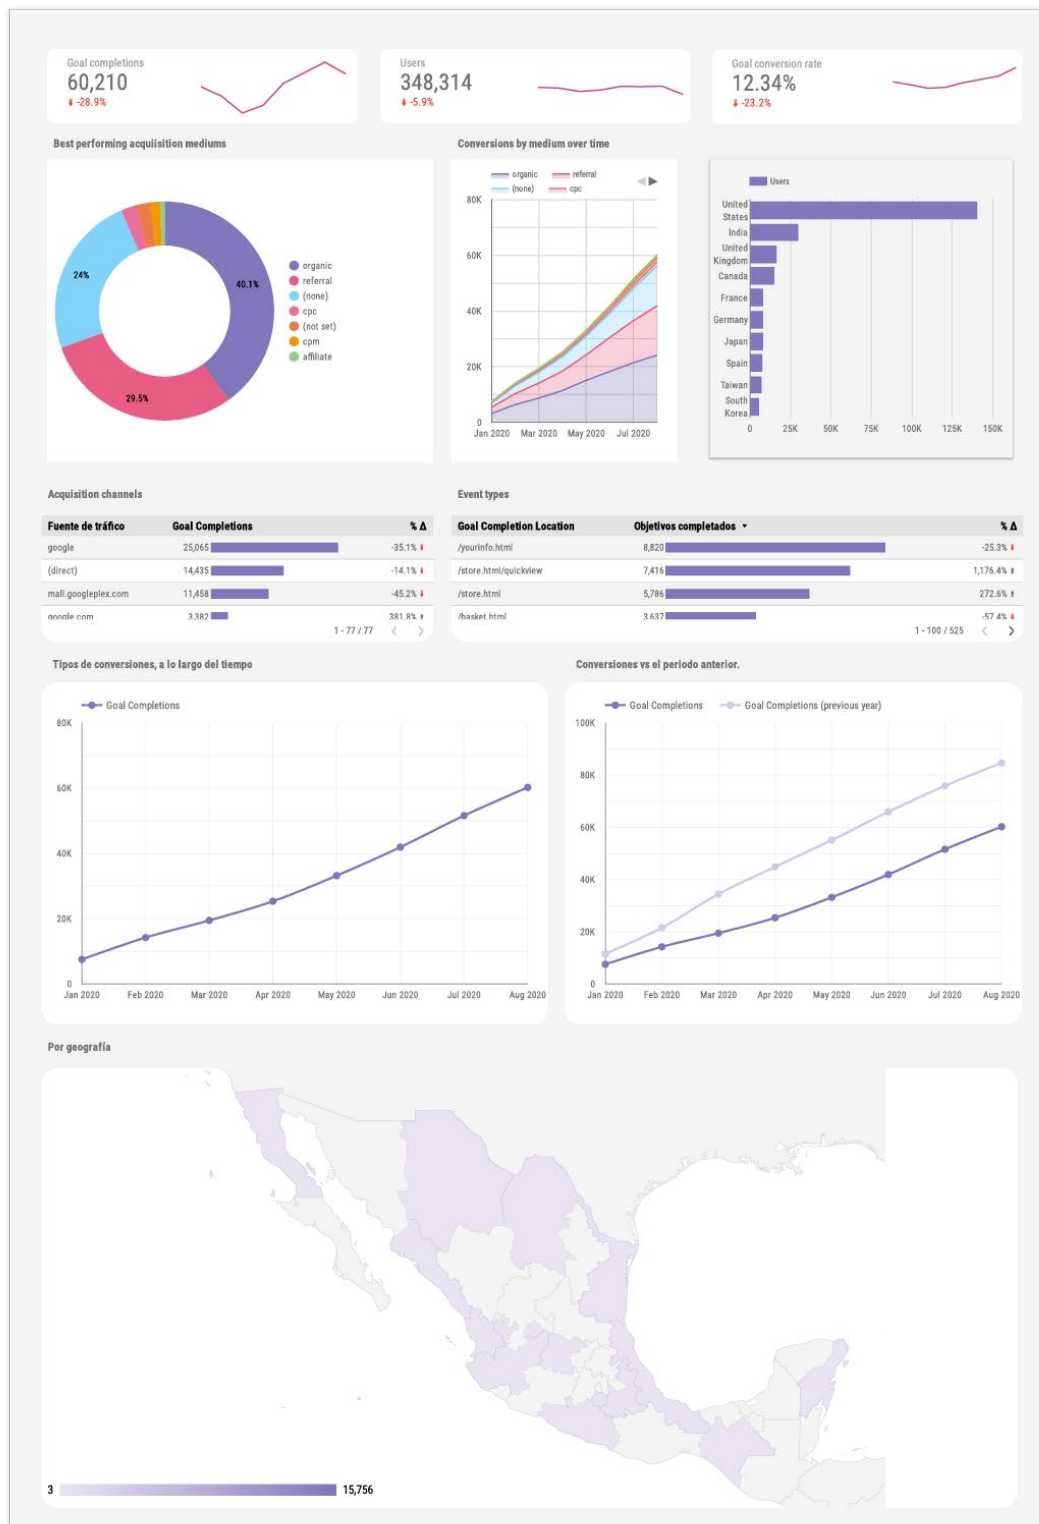 Goal completions
60,210
-28.9%
Users
348,314
-5.9%
Goal conversion rate
12.34%
-23.2%
Best performing acquiisition mediums
40.1%
29.5%
24%
organic
referral
(none)
cpc
(not set)
cpm
affiliate
Conversions by medium over time
organic referral
(none) cpc
80K
60K
40K
20K
0
Jan 2020 Mar 2020 May 2020 Jul 2020
Users
United
States
India
United
Kingdom
Canada
France
Germany
Japan
Spain
Taiwan
South
Korea
0 25K 50K 75K 100K 125K 150K
Acquisition channels
Fuente de tráfico Goal Completions % Δ
google 25,065 -35.1%
(direct) 14,435 -14.1%
mall.googleplex.com 11,458 -45.2%
google.com 3,382 381.8%
1 - 77 / 77
Event types
Goal Completion Location Objetivos completados % Δ
/yourinfo.html 8,820 -25.3%
/store.html/quickview 7,416 1,176.4%
/store.html 5,786 272.6%
/basket.html 3,637 -57.4%
1 - 100 / 525
Tipos de conversiones, a lo largo del tiempo
Goal Completions
80K
60K
40K
20K
0
Jan 2020 Feb 2020 Mar 2020 Apr 2020 May 2020 Jun 2020 Jul 2020 Aug 2020
Conversiones vs el periodo anterior.
Goal Completions Goal Completions (previous year)
100K
80K
60K
40K
20K
0
Jan 2020 Feb 2020 Mar 2020 Apr 2020 May 2020 Jun 2020 Jul 2020 Aug 2020
Por geografía
3 15,756